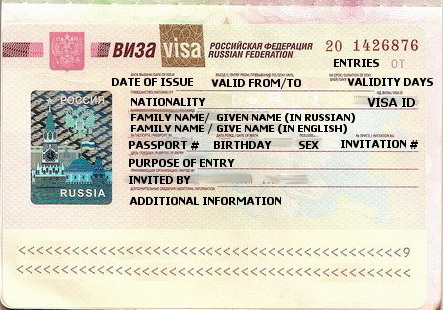 ВИЗА visa РОССИЙСКАЯ ФЕДЕРАЦИЯ
RUSSIAN FEDERATION
20 1426876
ENTRIES ОТ
DATE OF ISSUE VALID FROM/TO VALIDITY DAYS
NATIONALITY VISA ID
РОССИЯ
FAMILY NAME/ GIVEN NAME (IN RUSSIAN)
FAMILY NAME/ GIVE NAME (IN ENGLISH)
PASSPORT # BIRTHDAY SEX INVITATION #
PURPOSE OF ENTRY
INVITED BY
RUSSIA
ADDITIONAL INFORMATION
<<<<<<<<<<<<<<<<<<<<<<<<<<<<<<<<<<<9
<<<<<<<<<<<<<<<<<<<<<<<<<<<<<<<<<<<<